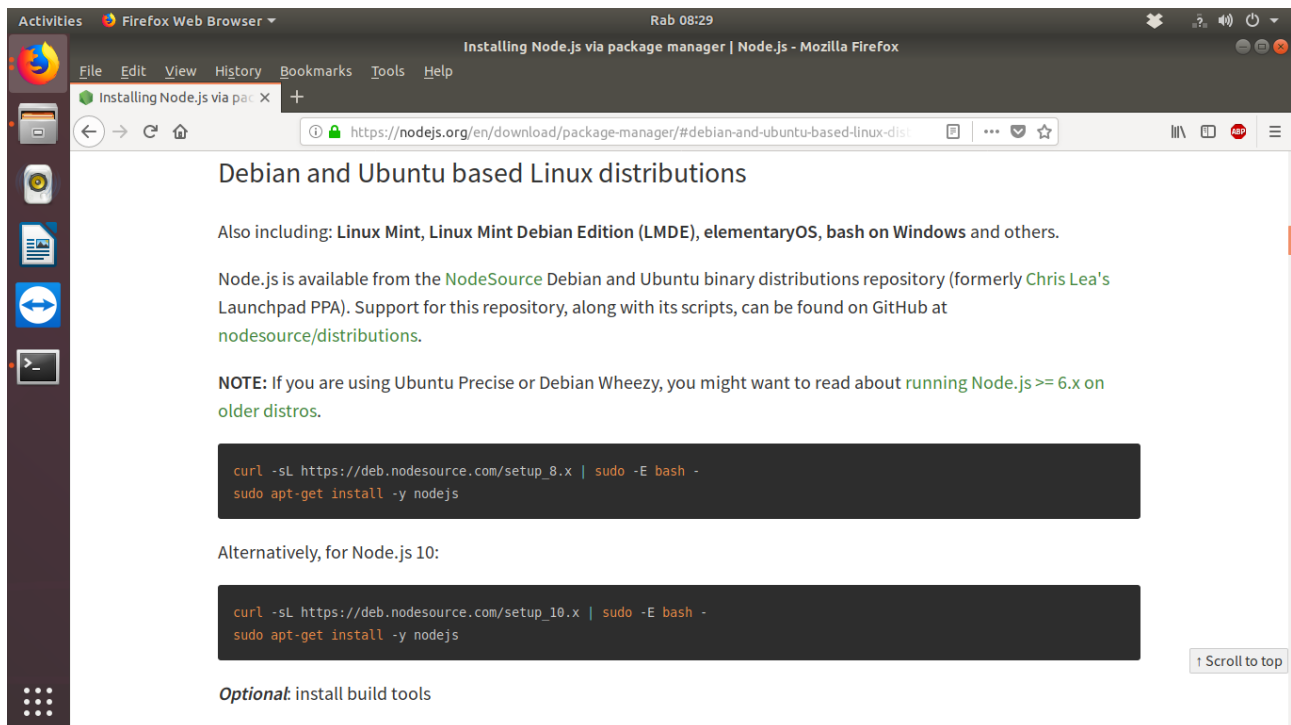 Activities Firefox Web Browser Rab 08:29
Installing Node.js via package manager | Node.js - Mozilla Firefox
File Edit View History Bookmarks Tools Help
Installing Node.js via pac
https://nodejs.org/en/download/package-manager/#debian-and-ubuntu-based-linux-dist
ABP
Debian and Ubuntu based Linux distributions
Also including: Linux Mint, Linux Mint Debian Edition (LMDE), elementaryOS, bash on Windows and others.
Node.js is available from the NodeSource Debian and Ubuntu binary distributions repository (formerly Chris Lea's
Launchpad PPA). Support for this repository, along with its scripts, can be found on GitHub at
nodesource/distributions.
NOTE: If you are using Ubuntu Precise or Debian Wheezy, you might want to read about running Node.js >= 6.x on
older distros.
curl -sL https://deb.nodesource.com/setup_8.x | sudo -E bash -
sudo apt-get install -y nodejs
Alternatively, for Node.js 10:
curl -sL https://deb.nodesource.com/setup_10.x | sudo -E bash -
sudo apt-get install -y nodejs
↑ Scroll to top
Optional: install build tools